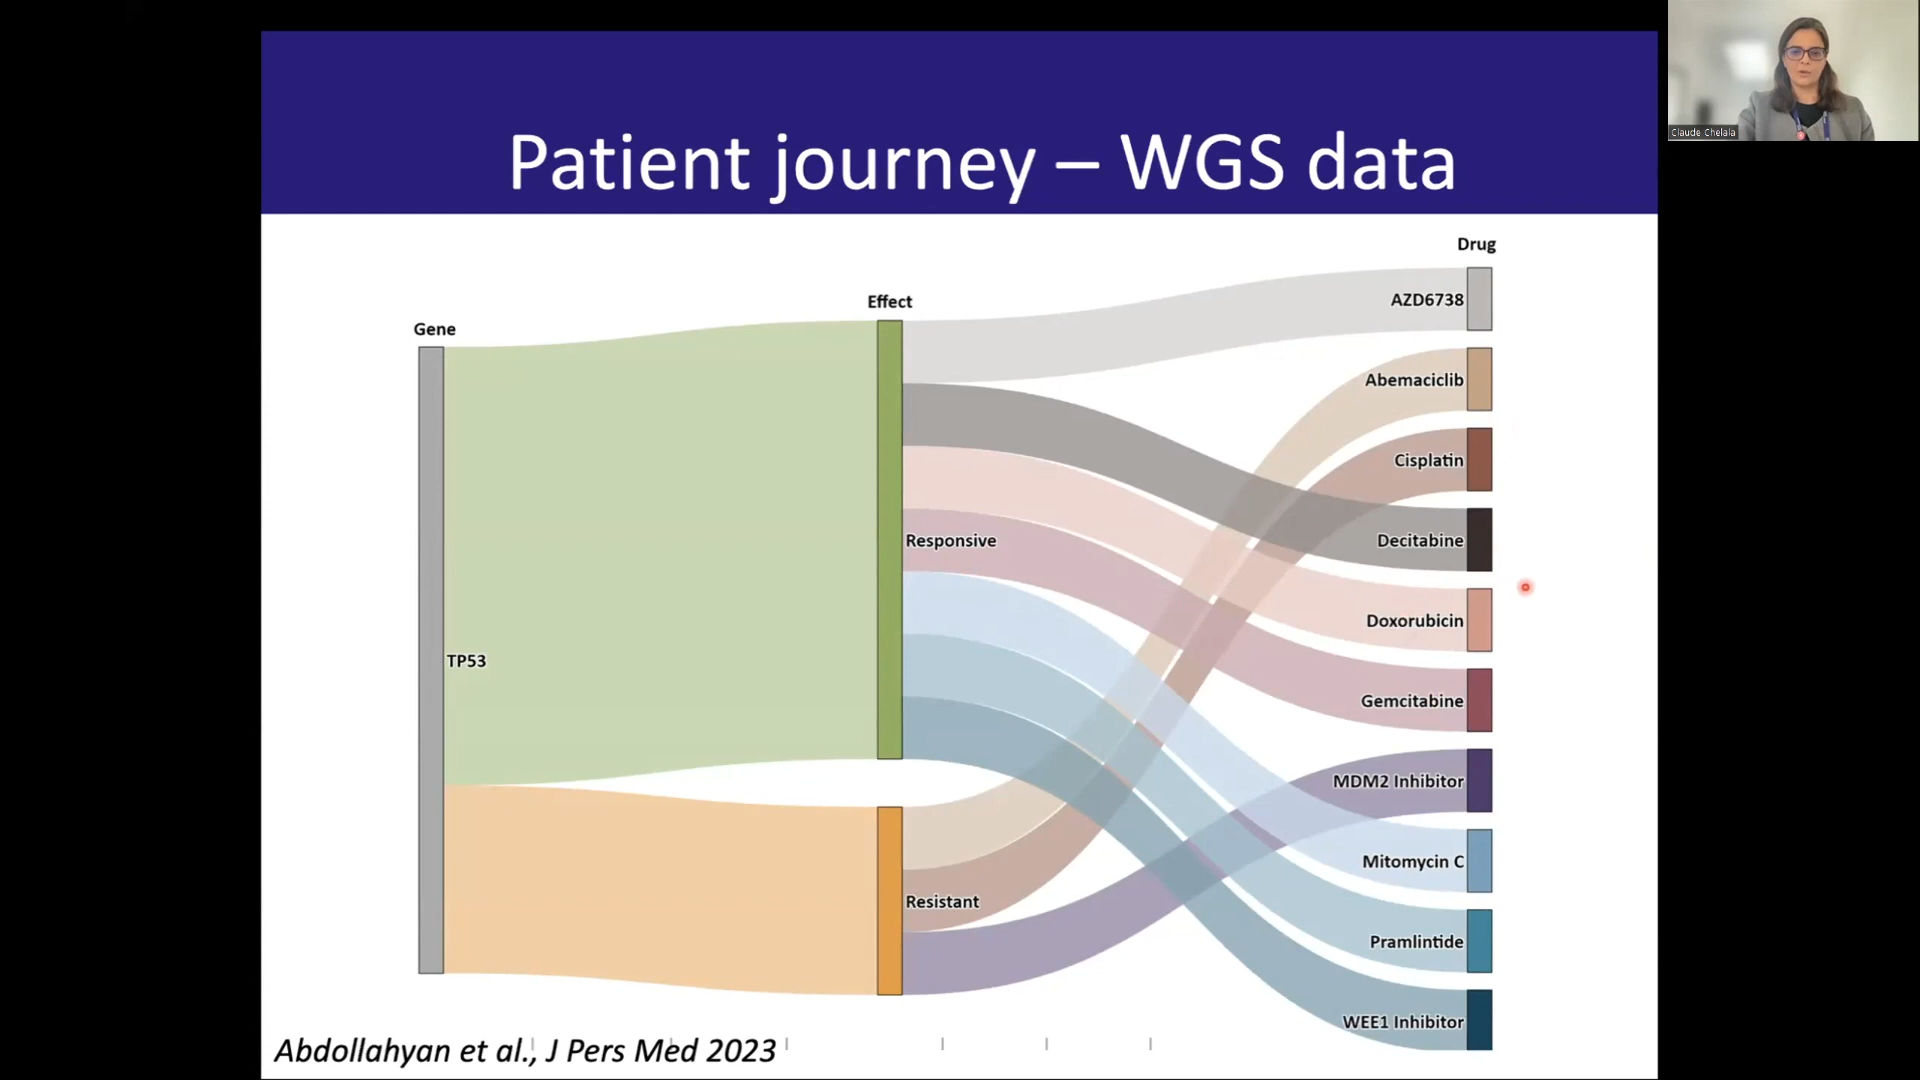 Claude Chelala
Patient journey – WGS data
Drug
AZD6738
Effect
Gene
Abemaciclib
Cisplatin
Responsive
Decitabine
Doxorubicin
TP53
Gemcitabine
MDM2 Inhibitor
Mitomycin C
Resistant
Pramlintide
WEE1 Inhibitor
Abdollahyan et al., J Pers Med 2023